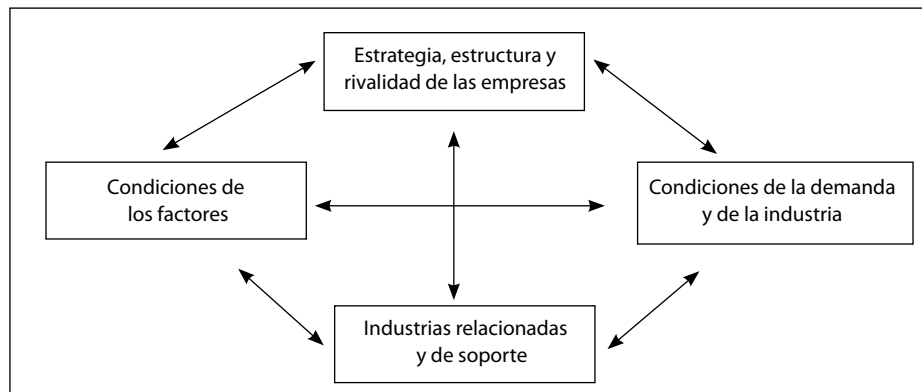 Estrategia, estructura y
rivalidad de las empresas
Condiciones de
los factores
Condiciones de la demanda
y de la industria
Industrias relacionadas
y de soporte